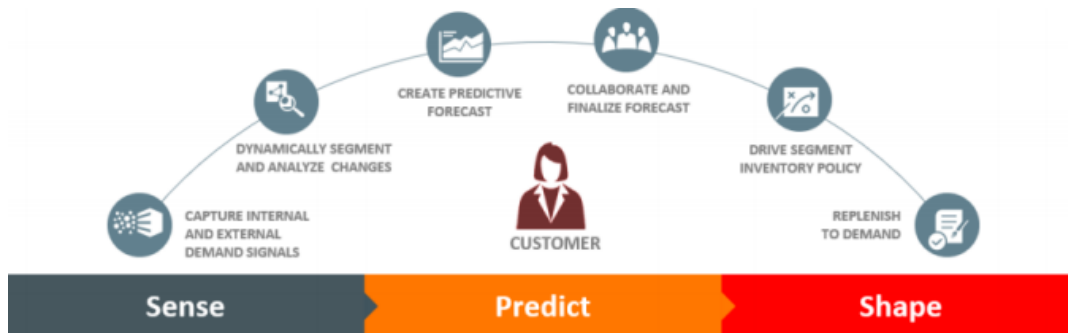 CAPTURE INTERNAL
AND EXTERNAL
DEMAND SIGNALS
DYNAMICALLY SEGMENT
AND ANALYZE CHANGES
CREATE PREDICTIVE
FORECAST
COLLABORATE AND
FINALIZE FORECAST
DRIVE SEGMENT
INVENTORY POLICY
REPLENISH
TO DEMAND
CUSTOMER
Sense
Predict
Shape